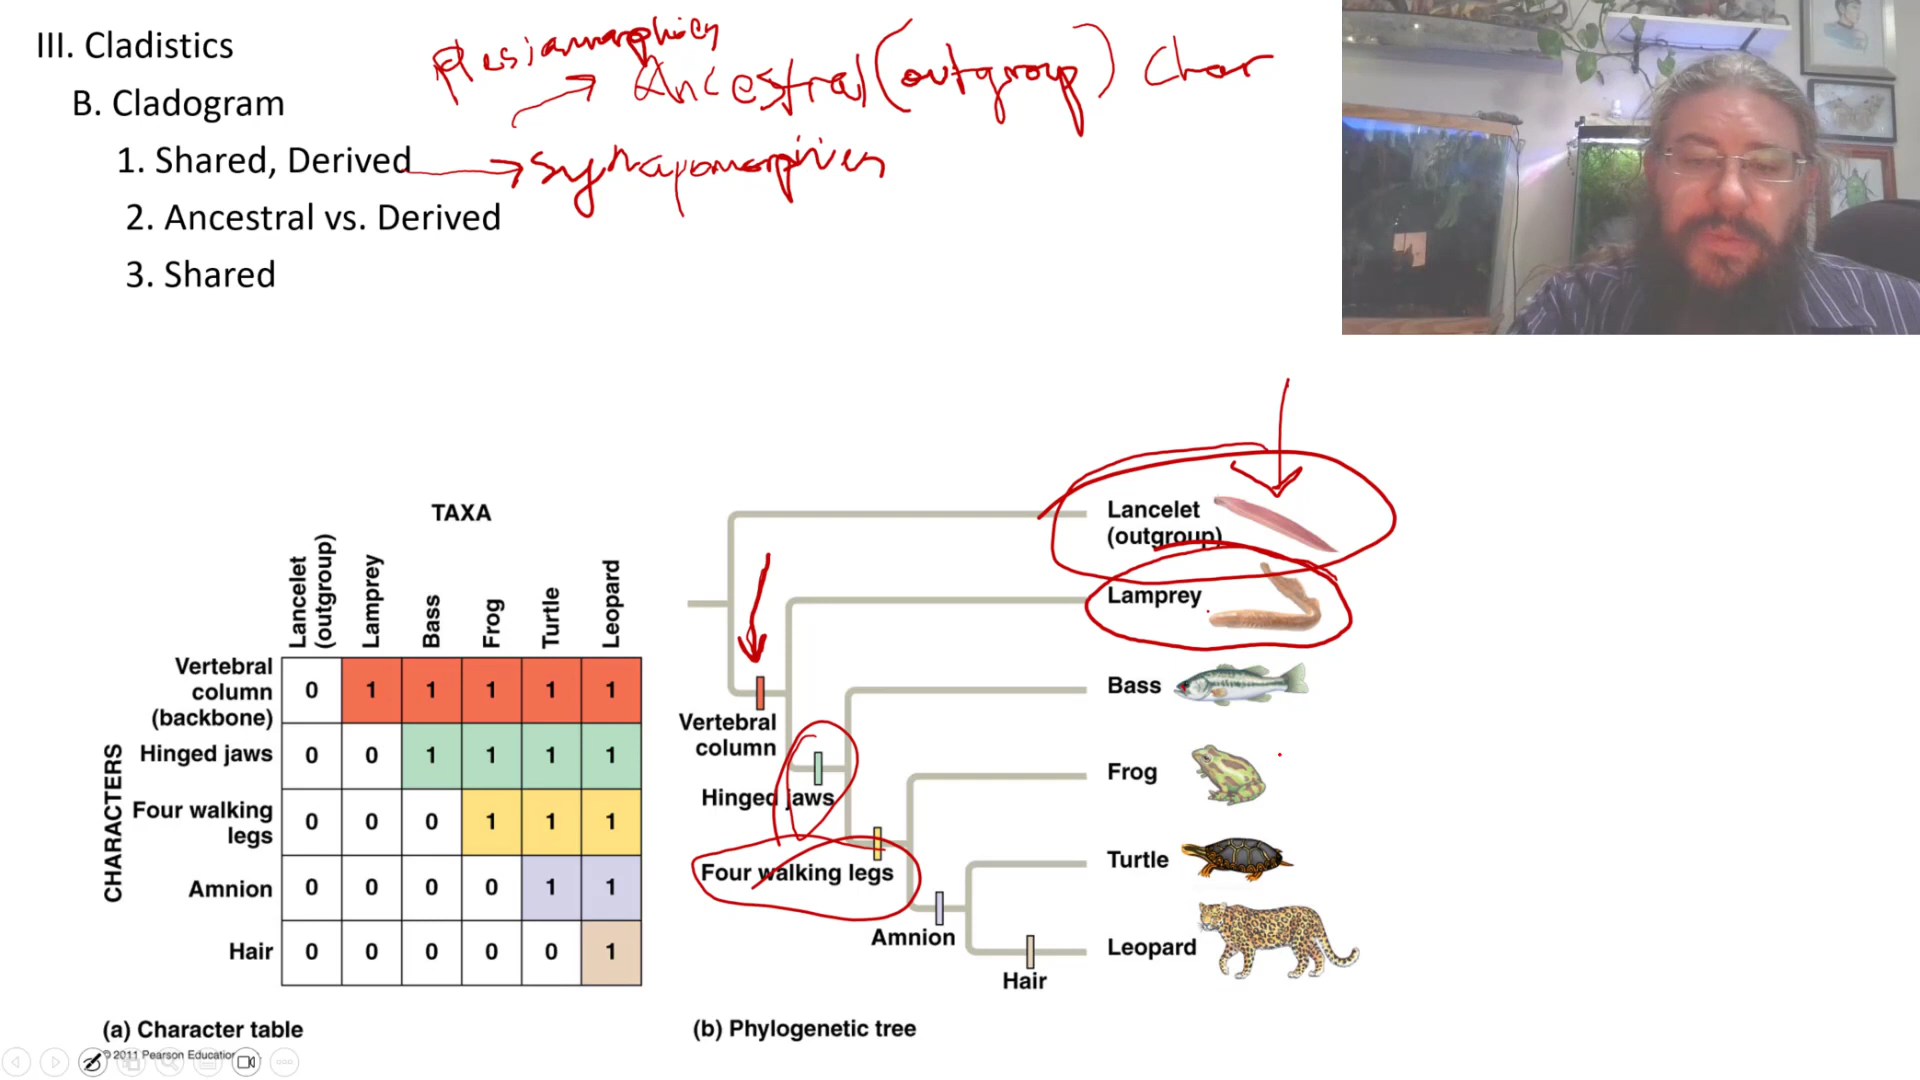 III. Cladistics
B. Cladogram
1. Shared, Derived
2. Ancestral vs. Derived
3. Shared
Plesiomorphies
Ancestral (outgroup) Char
Synapomorphies
TAXA
Lancelet
(outgroup)
Lamprey
Bass
Frog
Turtle
Leopard
CHARACTERS
Vertebral
column
(backbone)
0 1 1 1 1 1
Hinged jaws
0 0 1 1 1 1
Four walking
legs
0 0 0 1 1 1
Amnion
0 0 0 0 1 1
Hair
0 0 0 0 0 1
(a) Character table
© 2011 Pearson Education
Lancelet
(outgroup)
Lamprey
Bass
Frog
Turtle
Leopard
Vertebral
column
Hinged jaws
Four walking legs
Amnion
Hair
(b) Phylogenetic tree